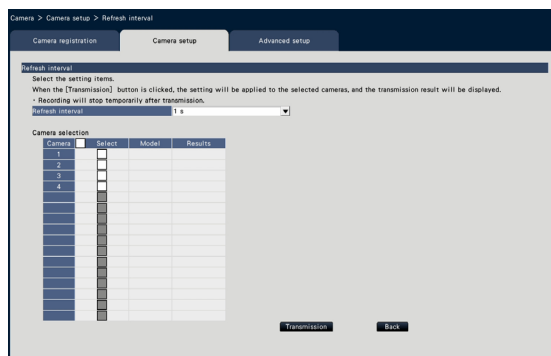 Camera > Camera setup > Refresh interval
Camera registration Camera setup Advanced setup
Refresh interval
Select the setting items.
When the [Transmission] button is clicked, the setting will be applied to the selected cameras, and the transmission result will be displayed.
・Recording will stop temporarily after transmission.
Refresh interval 1 s
Camera selection
Camera Select Model Results
1
2
3
4
Transmission Back